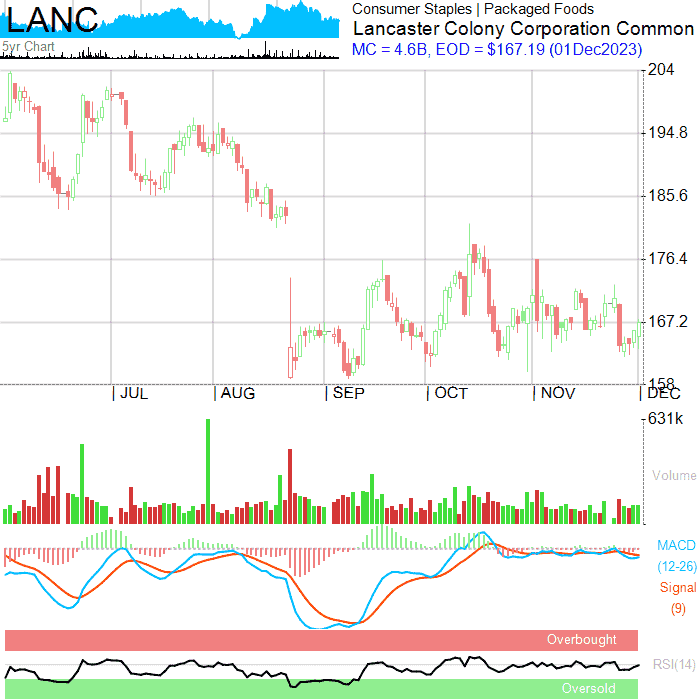 LANC
5yr Chart
Consumer Staples | Packaged Foods
Lancaster Colony Corporation Common
MC = 4.6B, EOD = $167.19 (01Dec2023)
204
194.8
185.6
176.4
167.2
158
JUL AUG SEP OCT NOV DEC
631k
Volume
MACD
(12-26)
Signal
(9)
Overbought
RSI(14)
Oversold